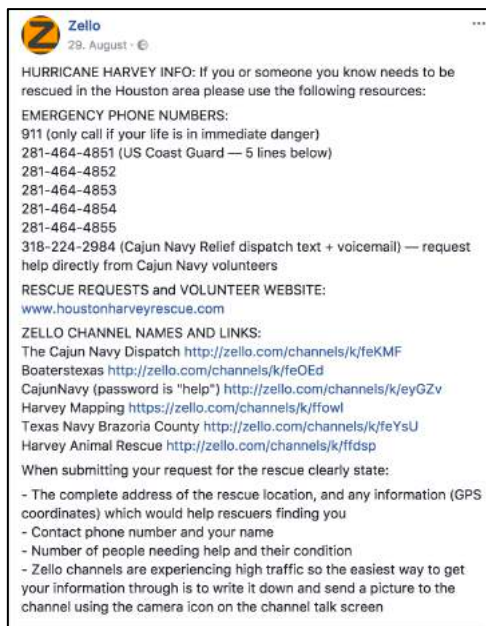 Z
Zello
29. August ·
HURRICANE HARVEY INFO: If you or someone you know needs to be
rescued in the Houston area please use the following resources:
EMERGENCY PHONE NUMBERS:
911 (only call if your life is in immediate danger)
281-464-4851 (US Coast Guard — 5 lines below)
281-464-4852
281-464-4853
281-464-4854
281-464-4855
318-224-2984 (Cajun Navy Relief dispatch text + voicemail) — request
help directly from Cajun Navy volunteers
RESCUE REQUESTS and VOLUNTEER WEBSITE:
www.houstonharveyrescue.com
ZELLO CHANNEL NAMES AND LINKS:
The Cajun Navy Dispatch http://zello.com/channels/k/feKMF
Boaterstexas http://zello.com/channels/k/feOEd
CajunNavy (password is "help") http://zello.com/channels/k/eyGZv
Harvey Mapping https://zello.com/channels/k/ffowl
Texas Navy Brazoria County http://zello.com/channels/k/feYsU
Harvey Animal Rescue http://zello.com/channels/k/ffdsp
When submitting your request for the rescue clearly state:
- The complete address of the rescue location, and any information (GPS
coordinates) which would help rescuers finding you
- Contact phone number and your name
- Number of people needing help and their condition
- Zello channels are experiencing high traffic so the easiest way to get
your information through is to write it down and send a picture to the
channel using the camera icon on the channel talk screen